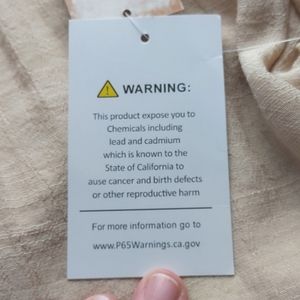 WARNING:
This product expose you to
Chemicals including
lead and cadmium
which is known to the
State of California to
ause cancer and birth defects
or other reproductive harm
For more information go to
www.P65Warnings.ca.gov